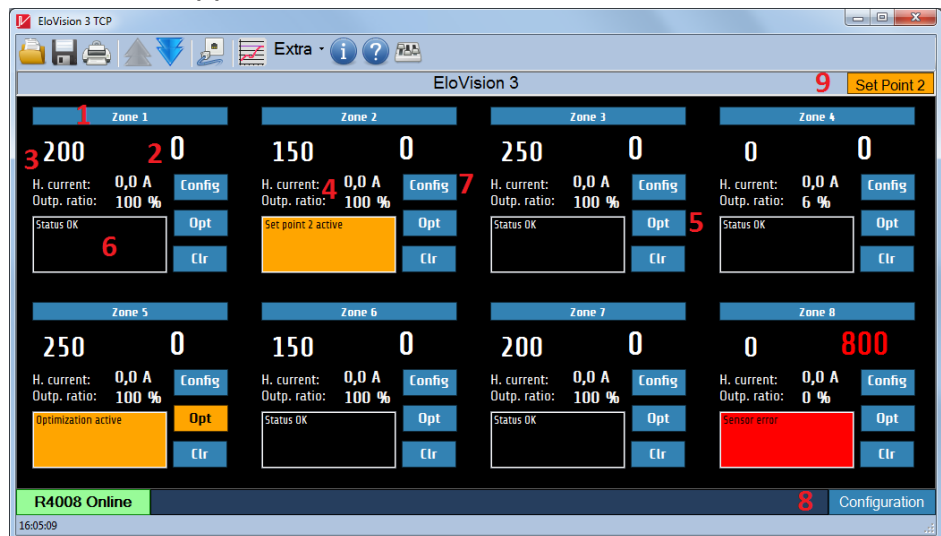 EloVision 3 TCP
Extra
EloVision 3
9 Set Point 2
1 Zone 1 Zone 2 Zone 3 Zone 4
3 200 2 0 150 0 250 0 0 0
H. current: 0,0 A Config H. current: 4 0,0 A Config 7 H. current: 0,0 A Config H. current: 0,0 A Config
Outp. ratio: 100 % Outp. ratio: 100 % Outp. ratio: 100 % Outp. ratio: 6 %
Status OK Opt Set point 2 active Opt Status OK Opt 5 Status OK Opt
6 Clr Clr Clr Clr
Zone 5 Zone 6 Zone 7 Zone 8
250 0 150 0 200 0 0 800
H. current: 0,0 A Config H. current: 0,0 A Config H. current: 0,0 A Config H. current: 0,0 A Config
Outp. ratio: 100 % Outp. ratio: 100 % Outp. ratio: 100 % Outp. ratio: 0 %
Optimization active Opt Status OK Opt Status OK Opt Sensor error Opt
Clr Clr Clr Clr
R4008 Online 8 Configuration
16:05:09